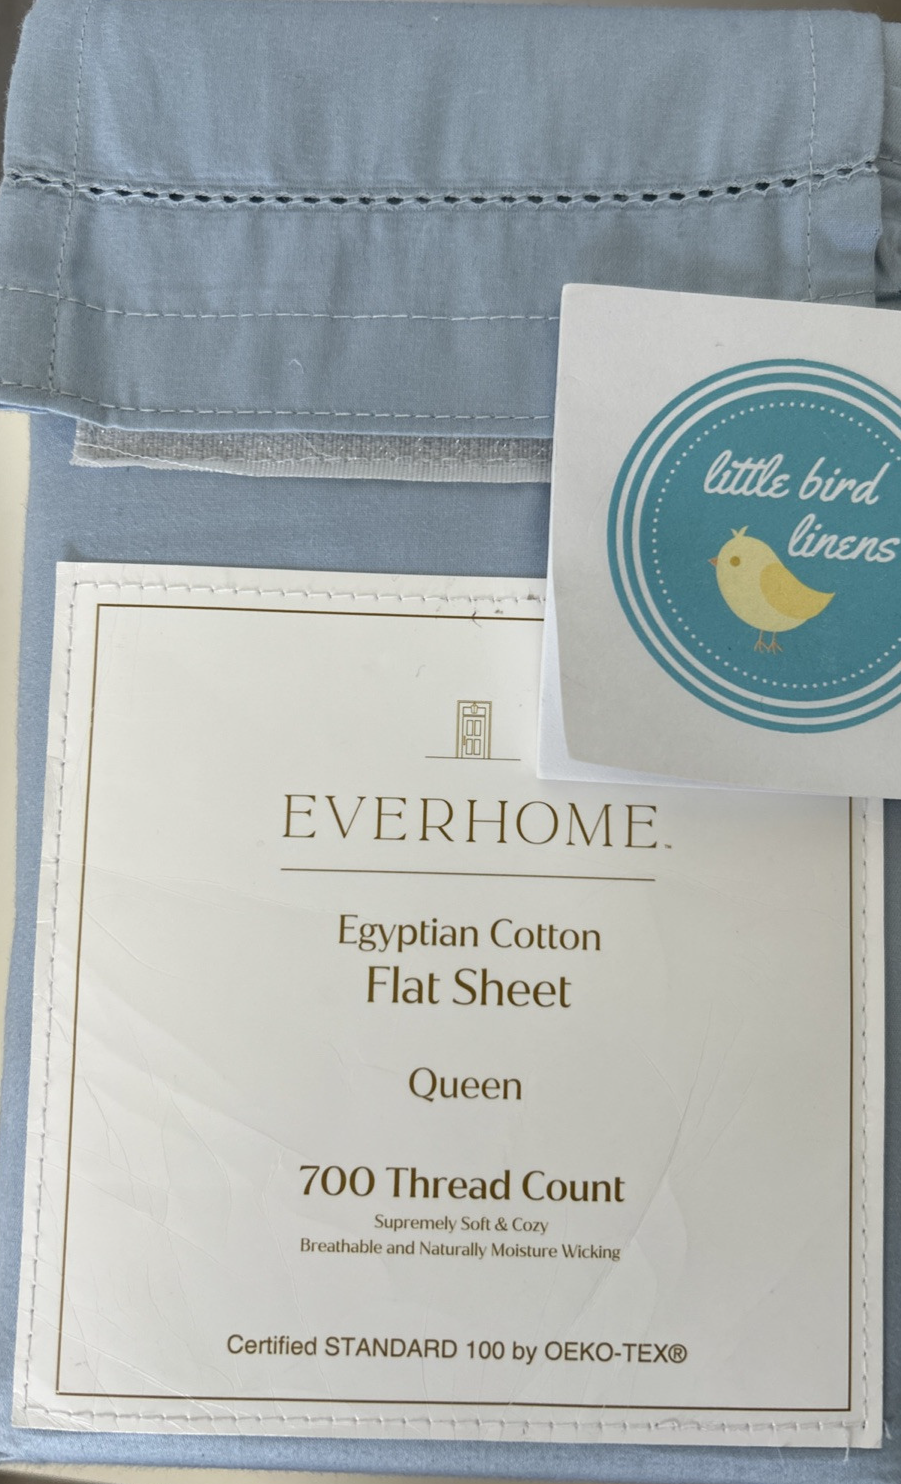 little bird
linens
EVERHOME™
Egyptian Cotton
Flat Sheet
Queen
700 Thread Count
Supremely Soft & Cozy
Breathable and Naturally Moisture Wicking
Certified STANDARD 100 by OEKO-TEX®